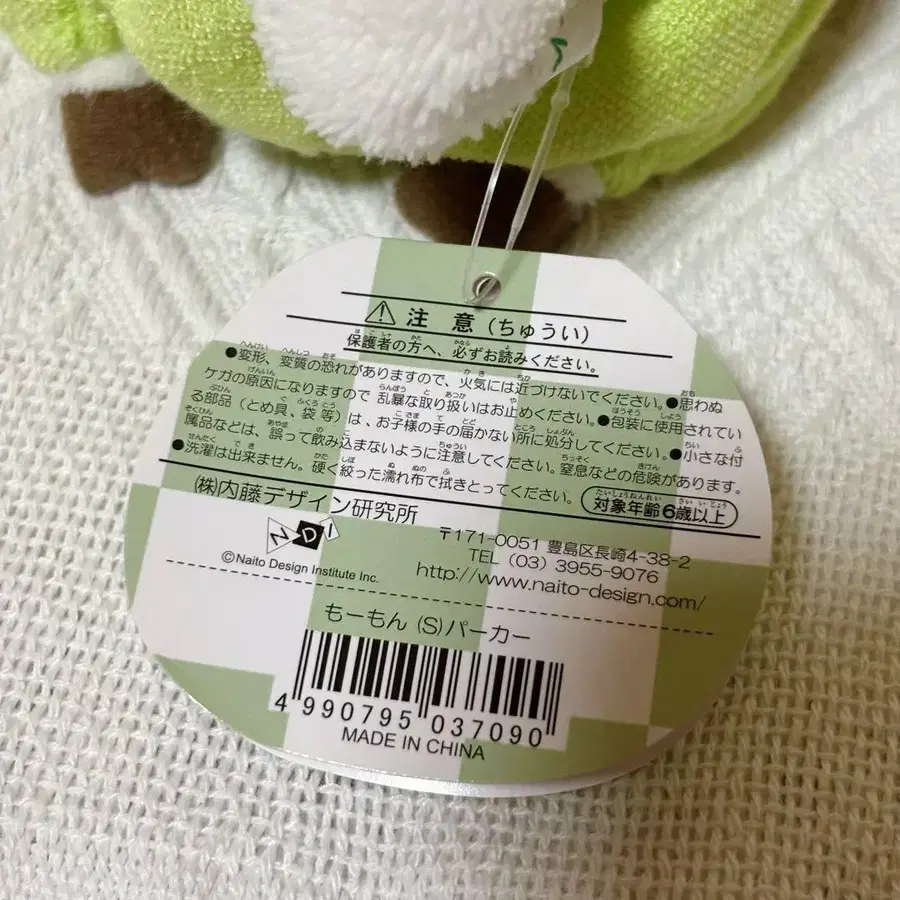 ⚠ 注意（ちゅうい）
保護者の方へ、必ずお読みください。
●変形、変質の恐れがありますので、火気には近づけないでください。●思わぬ
ケガの原因になりますので 乱暴な取り扱いはお止めください。●包装に使用されてい
る部品（とめ具、袋 等）は、お子様の手の届かない所に処分してください。●小さな付
属品などは、誤って飲み込まないように注意してください。窒息などの危険があります。
●洗濯は出来ません。硬く絞った濡れ布で拭きとってください。
対象年齢6歳以上
㈱内藤デザイン研究所
NDI
©Naito Design Institute Inc.
〒171-0051 豊島区長崎4-38-2
TEL (03) 3955-9076
http://www.naito-design.com/
もーもん (S)パーカー
4 990795 037090
MADE IN CHINA